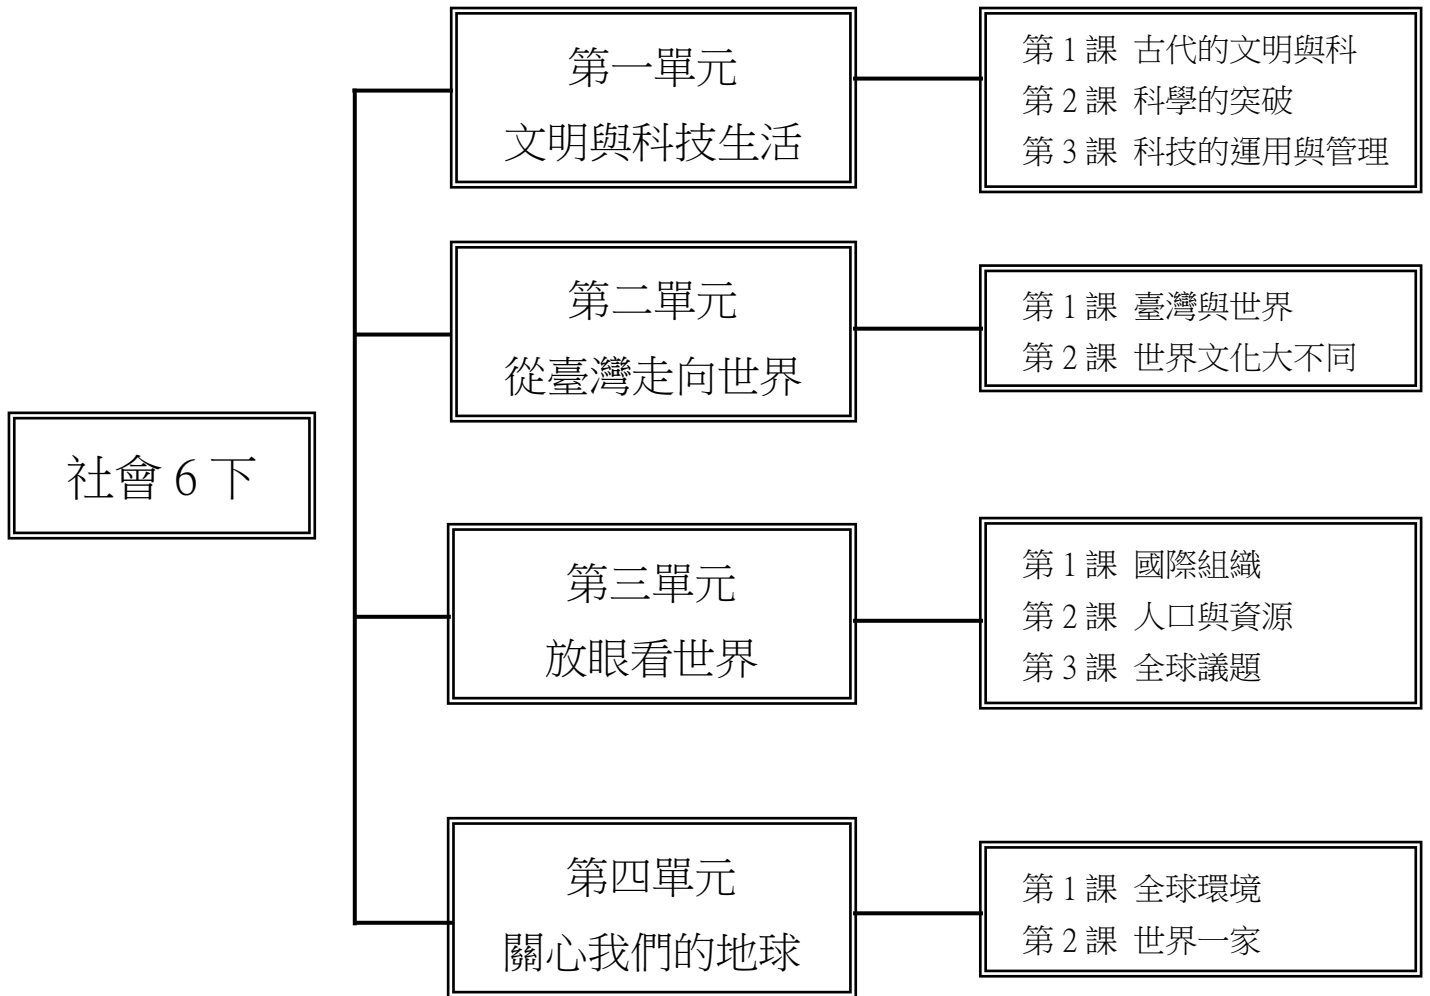 社會 6 下
第一單元
文明與科技生活
第 1 課 古代的文明與科
第 2 課 科學的突破
第 3 課 科技的運用與管理
第二單元
從臺灣走向世界
第 1 課 臺灣與世界
第 2 課 世界文化大不同
第三單元
放眼看世界
第 1 課 國際組織
第 2 課 人口與資源
第 3 課 全球議題
第四單元
關心我們的地球
第 1 課 全球環境
第 2 課 世界一家